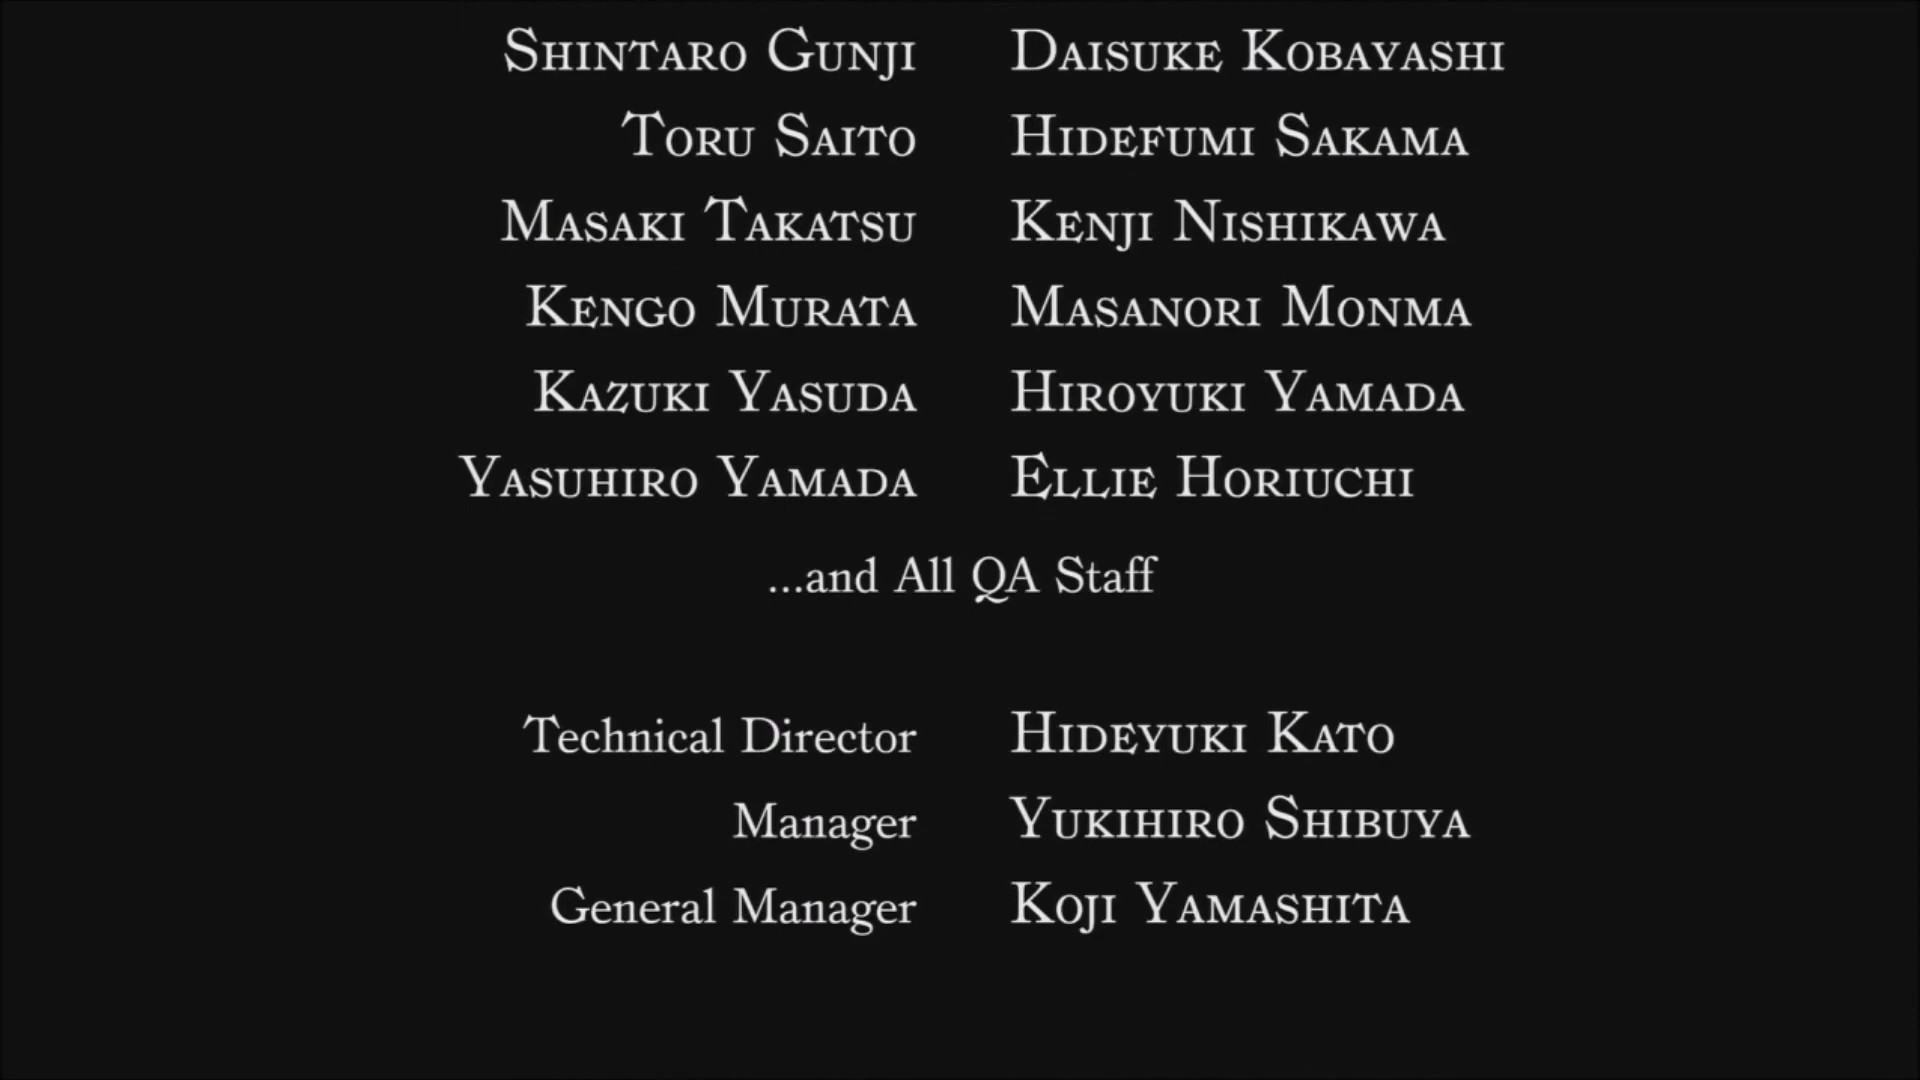 Shintaro Gunji Daisuke Kobayashi
Toru Saito Hidefumi Sakama
Masaki Takatsu Kenji Nishikawa
Kengo Murata Masanori Monma
Kazuki Yasuda Hiroyuki Yamada
Yasuhiro Yamada Ellie Horiuchi
...and All QA Staff
Technical Director Hideyuki Kato
Manager Yukihiro Shibuya
General Manager Koji Yamashita